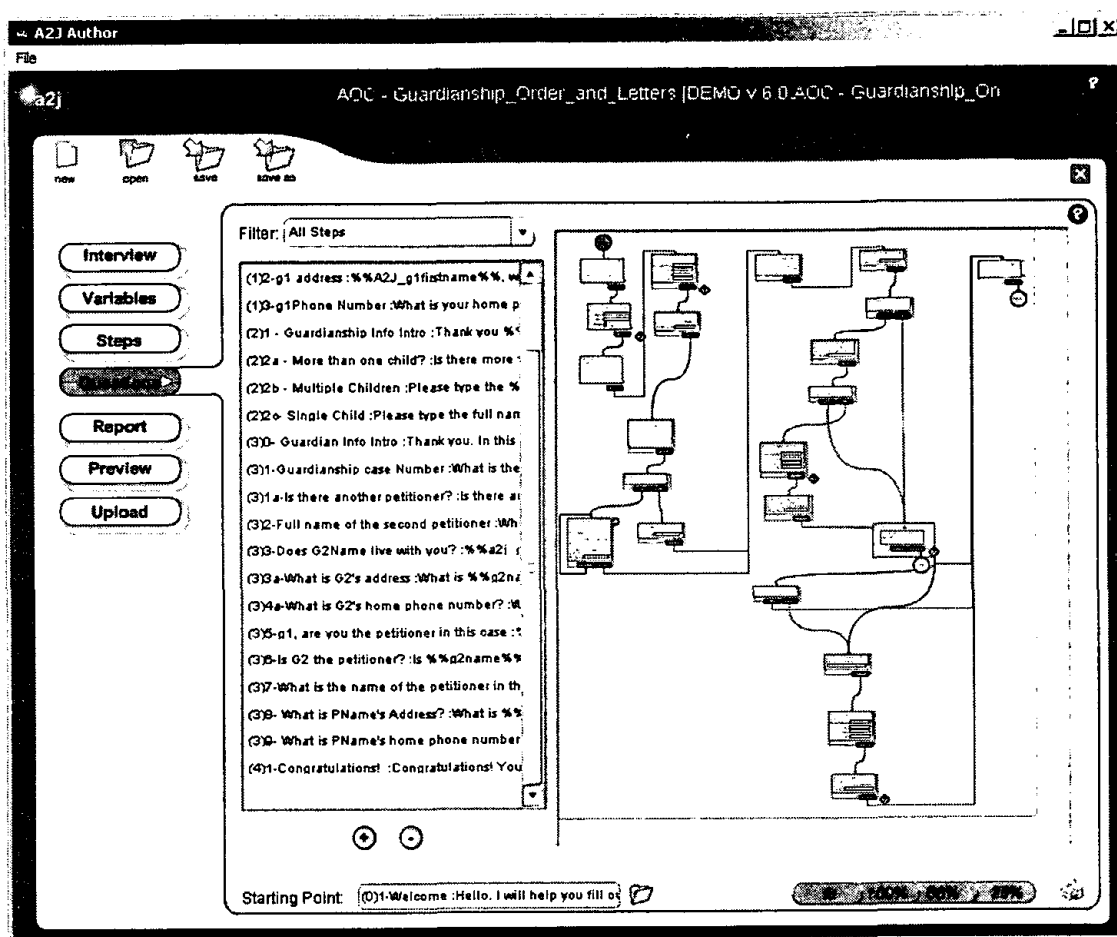 A2J Author
File
a2j
AOC - Guardianship_Order_and_Letters |DEMO v 6.0.AOC - Guardianship_On
?
new
open
save
save as
?
Filter:
All Steps
Interview
Variables
Steps
Questions
Report
Preview
Upload
(1)2-g1 address :%%A2J_g1firstname%%, w
(1)3-g1Phone Number :What is your home p
(2)1 - Guardianship Info Intro :Thank you %
(2)2a - More than one child? :Is there more
(2)2b - Multiple Children :Please type the %
(2)2c- Single Child :Please type the full nam
(3)0- Guardian Info Intro :Thank you. In this
(3)1-Guardianship case Number :What is the
(3)1a-Is there another petitioner? :Is there a
(3)2-Full name of the second petitioner :Wh
(3)3-Does G2Name live with you? :%%a2j
(3)3a-What is G2's address :What is %%g2na
(3)4a-What is G2's home phone number? :W
(3)5-g1, are you the petitioner in this case :
(3)6-Is G2 the petitioner? :Is %%g2name%%
(3)7-What is the name of the petitioner in th
(3)8- What is PName's Address? :What is %%
(3)9- What is PName's home phone number
(4)1-Congratulations! :Congratulations! You
Starting Point:
(0)1-Welcome :Hello. I will help you fill o
100%